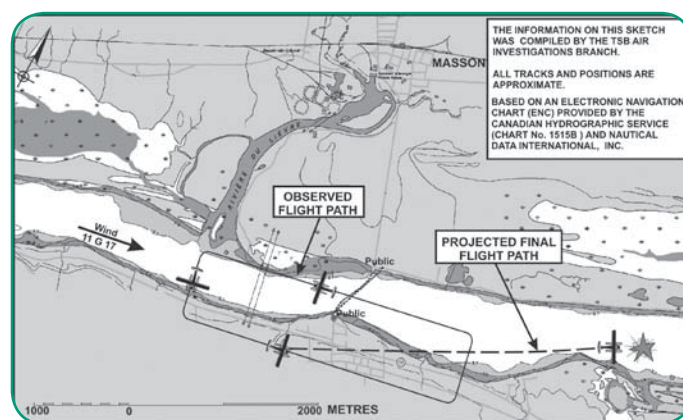 THE INFORMATION ON THIS SKETCH
WAS COMPILED BY THE TSB AIR
INVESTIGATIONS BRANCH.
ALL TRACKS AND POSITIONS ARE
APPROXIMATE.
BASED ON AN ELECTRONIC NAVIGATION
CHART (ENC) PROVIDED BY THE
CANADIAN HYDROGRAPHIC SERVICE
(CHART No. 1515B ) AND NAUTICAL
DATA INTERNATIONAL, INC.
MASSON
RIVIÈRE DU LIÈVRE
OBSERVED
FLIGHT PATH
Wind
11 G 17
PROJECTED FINAL
FLIGHT PATH
Public
Public
1000 0 2000 METRES